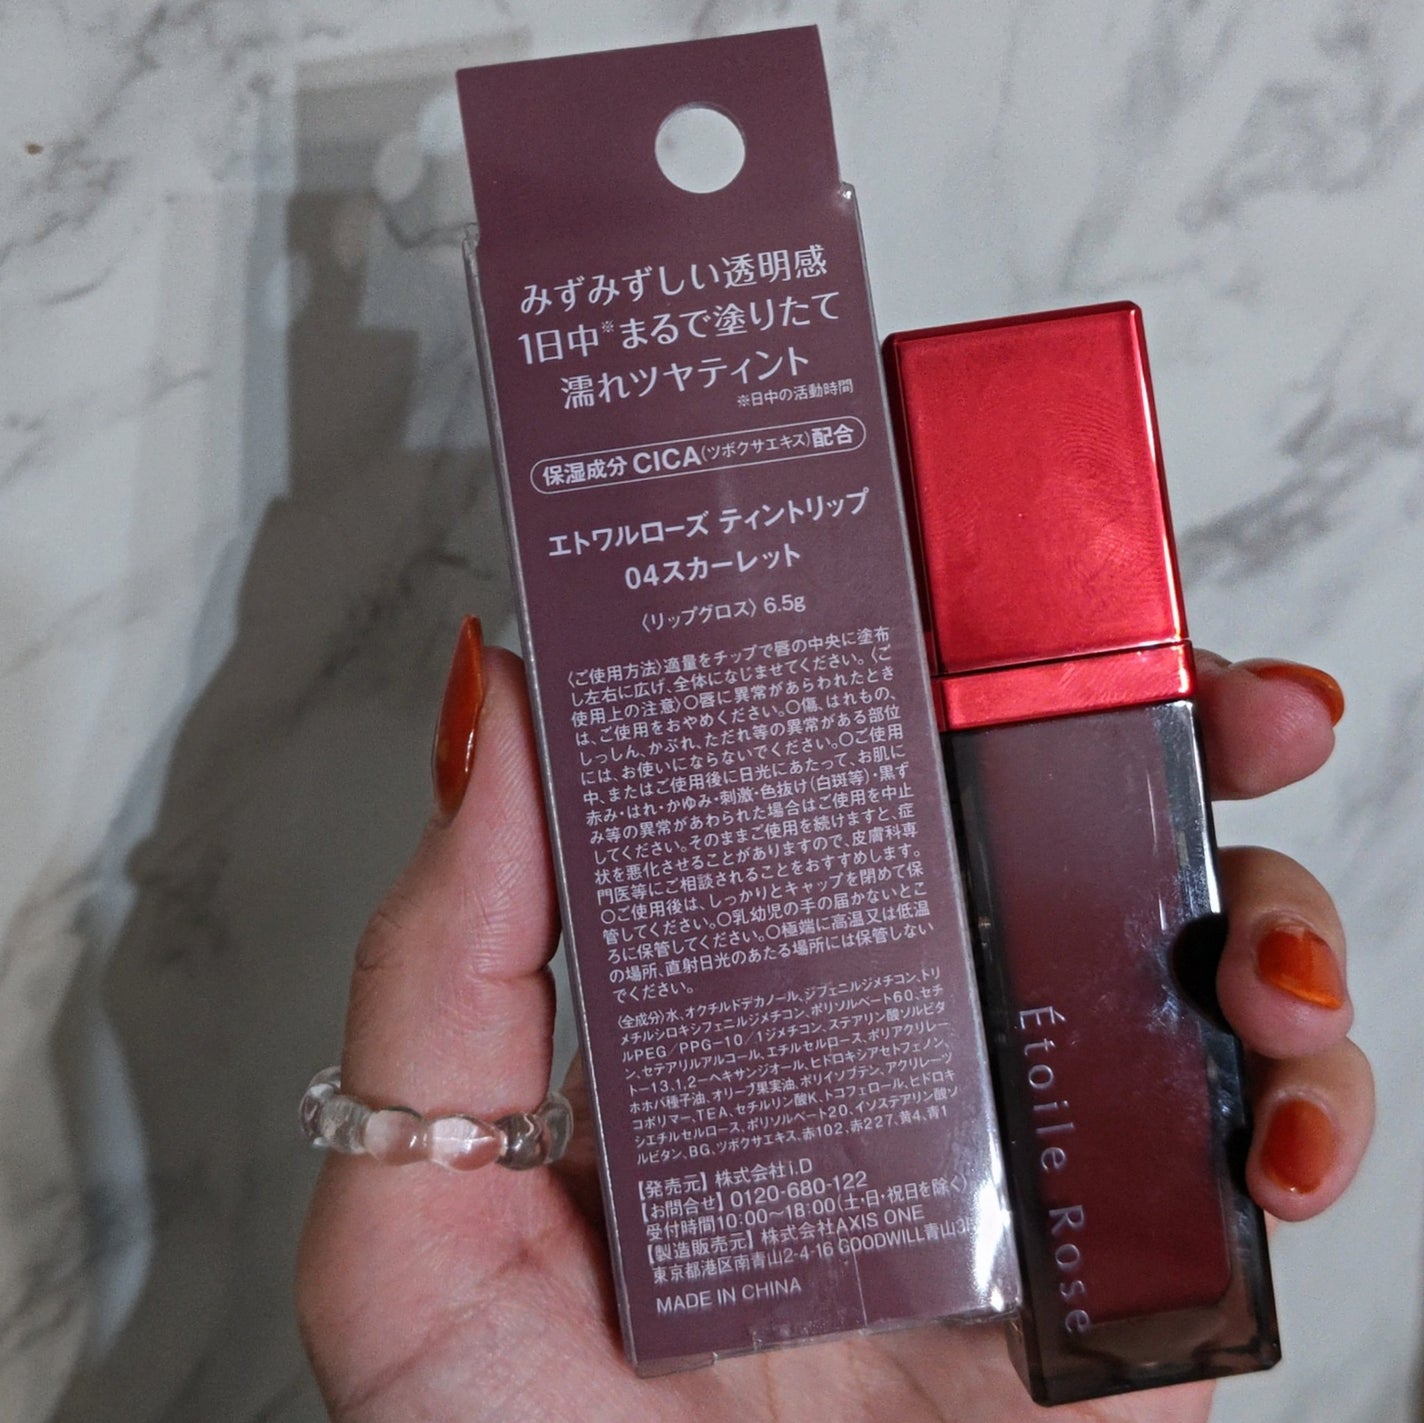 みずみずしい透明感
1日中※まるで塗りたて
濡れツヤティント
※日中の活動時間
保湿成分CICA(ツボクサエキス)配合
エトワルローズ ティントリップ
04スカーレット
〈リップグロス〉6.5g
〈ご使用方法〉適量をチップで唇の中央に塗布
し左右に広げ、全体になじませてください。〈ご
使用上の注意〉○唇に異常があらわれたとき
は、ご使用をおやめください。○傷、はれもの、
しっしん、かぶれ、ただれ等の異常がある部位
には、お使いにならないでください。○ご使用
中、またはご使用後に日光にあたって、お肌に
赤み・はれ・かゆみ・刺激・色抜け(白斑等)・黒ず
み等の異常があわられた場合はご使用を中止
してください。そのままご使用を続けますと、症
状を悪化させることがありますので、皮膚科専
門医等にご相談されることをおすすめします。
○ご使用後は、しっかりとキャップを閉めて保
管してください。○乳幼児の手の届かないとこ
ろに保管してください。○極端に高温又は低温
の場所、直射日光のあたる場所には保管しない
でください。
〈全成分〉水、オクチルドデカノール、ジフェニルジメチコン、トリ
メチルシロキシフェニルジメチコン、ポリソルベート60、セチ
ルPEG/PPG-10/1ジメチコン、ステアリン酸ソルビタ
ン、セテアリルアルコール、エチルセルロース、ポリアクリレー
ト-13、1,2-ヘキサンジオール、ヒドロキシアセトフェノン、
ホホバ種子油、オリーブ果実油、ポリイソブテン、アクリレーツ
コポリマー、TEA、セチルリン酸K、トコフェロール、ヒドロキ
シエチルセルロース、ポリソルベート20、イソステアリン酸ソ
ルビタン、BG、ツボクサエキス、赤102、赤227、黄4、青1
【発売元】株式会社i.D
【お問合せ】0120-680-122
受付時間10:00～18:00(土・日・祝日を除く)
【製造販売元】株式会社AXIS ONE
東京都港区南青山2-4-16 GOODWILL青山
MADE IN CHINA
Étoile Rose